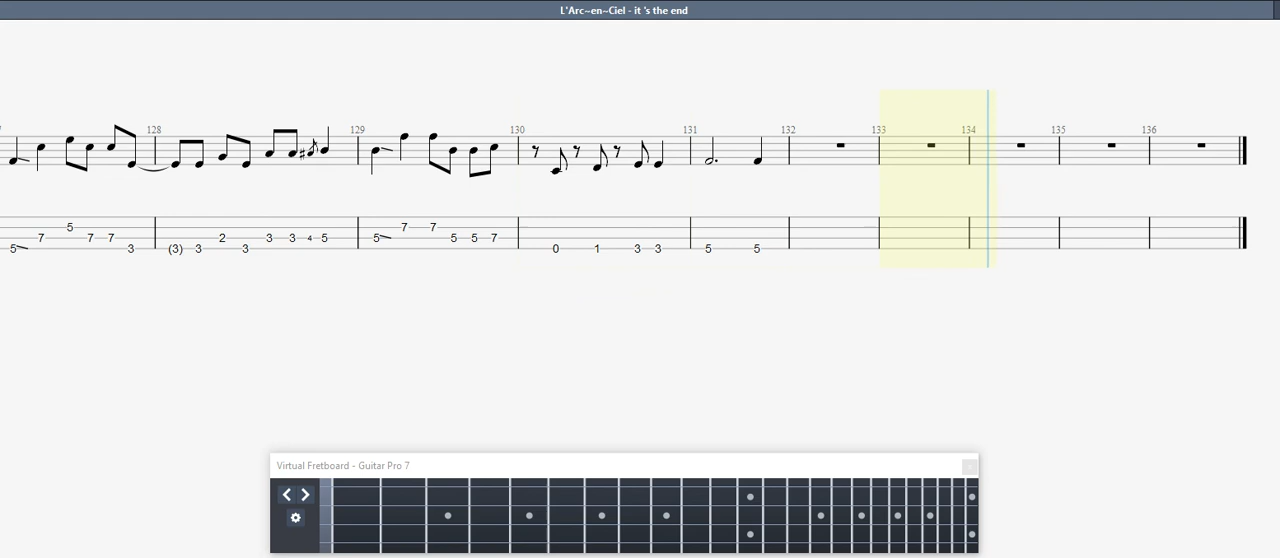 L'Arc~en~Ciel - it 's the end
128 129 130 131 132 133 134 135 136
5 7 7
5 7 7 7 2 3 3 4 5 5 5 5 7
5 3 (3) 3 3 0 1 3 3 5 5
Virtual Fretboard - Guitar Pro 7